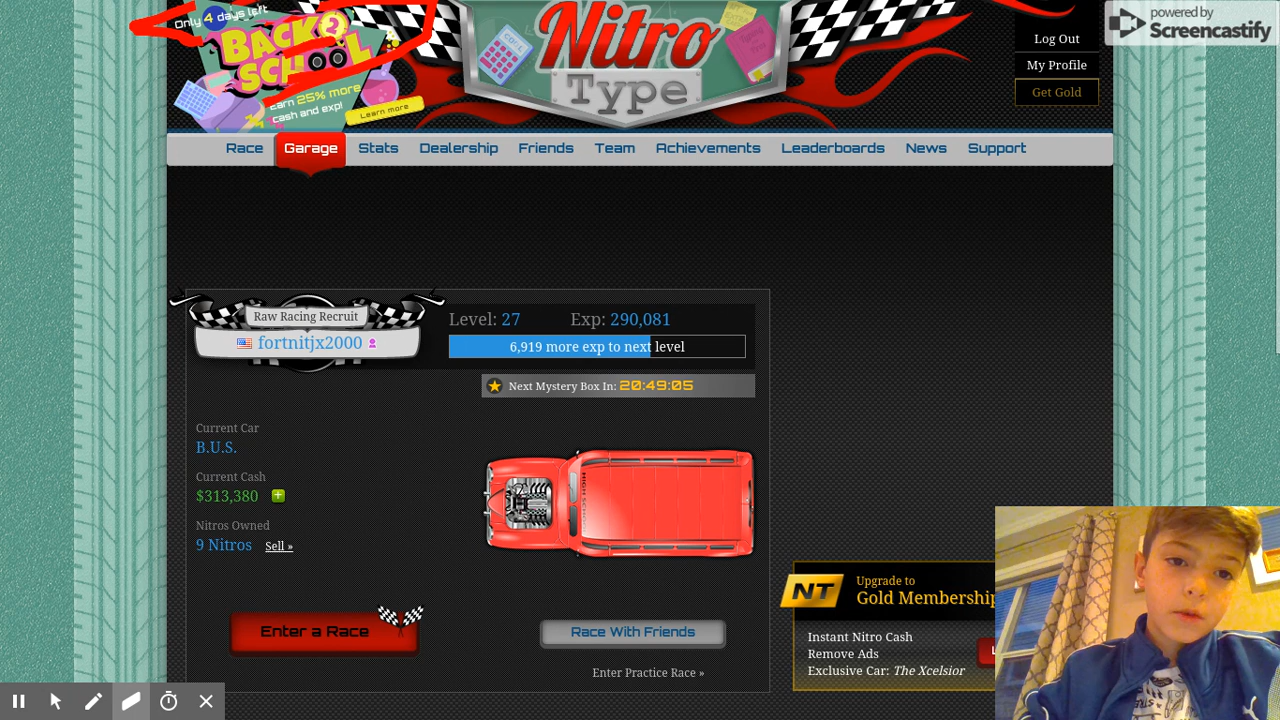 Only 4 days left
BACK 2
SCHOOL
Earn 25% more
cash and exp!
Learn more
Nitro
Type
powered by
Screencastify
Log Out
My Profile
Get Gold
Race Garage Stats Dealership Friends Team Achievements Leaderboards News Support
Raw Racing Recruit
fortnitjx2000
Level: 27 Exp: 290,081
6,919 more exp to next level
Next Mystery Box In: 20:49:05
Current Car
B.U.S.
Current Cash
$313,380 +
Nitros Owned
9 Nitros Sell »
HIGH
Enter a Race
Race With Friends
Enter Practice Race »
NT
Upgrade to
Gold Membership
Instant Nitro Cash
Remove Ads
Exclusive Car: The Xcelsior